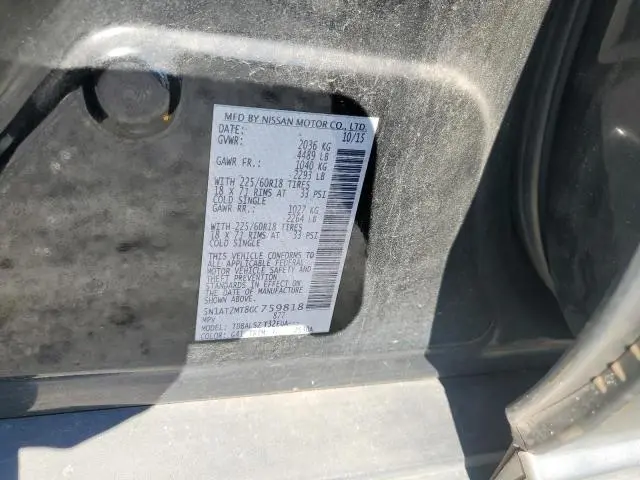 MFD BY NISSAN MOTOR CO., LTD.
DATE: 10/15
GVWR: 2036 KG
4489 LB
GAWR FR.: 1040 KG
2293 LB
WITH 225/60R18 TIRES
18 X 7J RIMS AT 33 PSI
COLD SINGLE
GAWR RR.: 1027 KG
2264 LB
WITH 225/60R18 TIRES
18 X 7J RIMS AT 33 PSI
COLD SINGLE
THIS VEHICLE CONFORMS TO
ALL APPLICABLE FEDERAL
MOTOR VEHICLE SAFETY AND
THEFT PREVENTION
STANDARDS IN EFFECT ON THE
DATE OF MANUFACTURE
5N1AT2MT8GC759818
MPV 877
MODEL:
COLOR: TRIM: